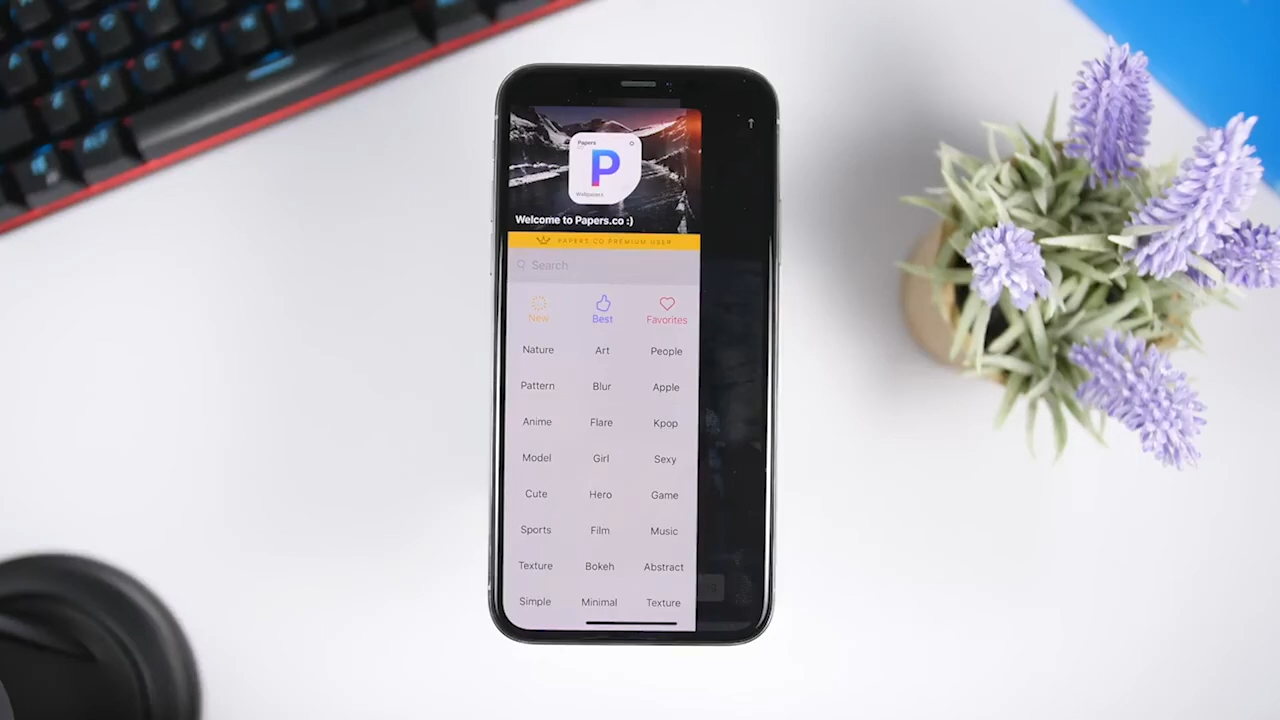 Papers
P
Wallpapers
Welcome to Papers.co :)
PAPERS.CO PREMIUM USER
Search
New Best Favorites
Nature Art People
Pattern Blur Apple
Anime Flare Kpop
Model Girl Sexy
Cute Hero Game
Sports Film Music
Texture Bokeh Abstract
Simple Minimal Texture